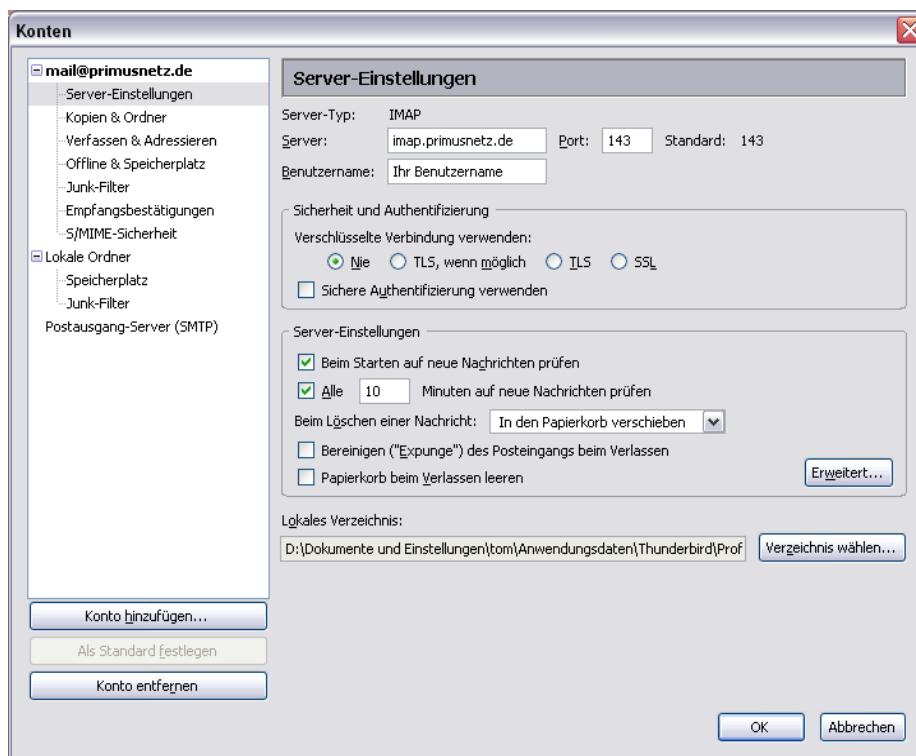 Konten
mail@primusnetz.de
Server-Einstellungen
Kopien & Ordner
Verfassen & Adressieren
Offline & Speicherplatz
Junk-Filter
Empfangsbestätigungen
S/MIME-Sicherheit
Lokale Ordner
Speicherplatz
Junk-Filter
Postausgang-Server (SMTP)
Konto hinzufügen...
Als Standard festlegen
Konto entfernen
Server-Einstellungen
Server-Typ: IMAP
Server: imap.primusnetz.de Port: 143 Standard: 143
Benutzername: Ihr Benutzername
Sicherheit und Authentifizierung
Verschlüsselte Verbindung verwenden:
Nie TLS, wenn möglich TLS SSL
Sichere Authentifizierung verwenden
Server-Einstellungen
Beim Starten auf neue Nachrichten prüfen
Alle 10 Minuten auf neue Nachrichten prüfen
Beim Löschen einer Nachricht: In den Papierkorb verschieben
Bereinigen ("Expunge") des Posteingangs beim Verlassen
Papierkorb beim Verlassen leeren
Erweitert...
Lokales Verzeichnis:
D:\Dokumente und Einstellungen\tom\Anwendungsdaten\Thunderbird\Prof Verzeichnis wählen...
OK Abbrechen